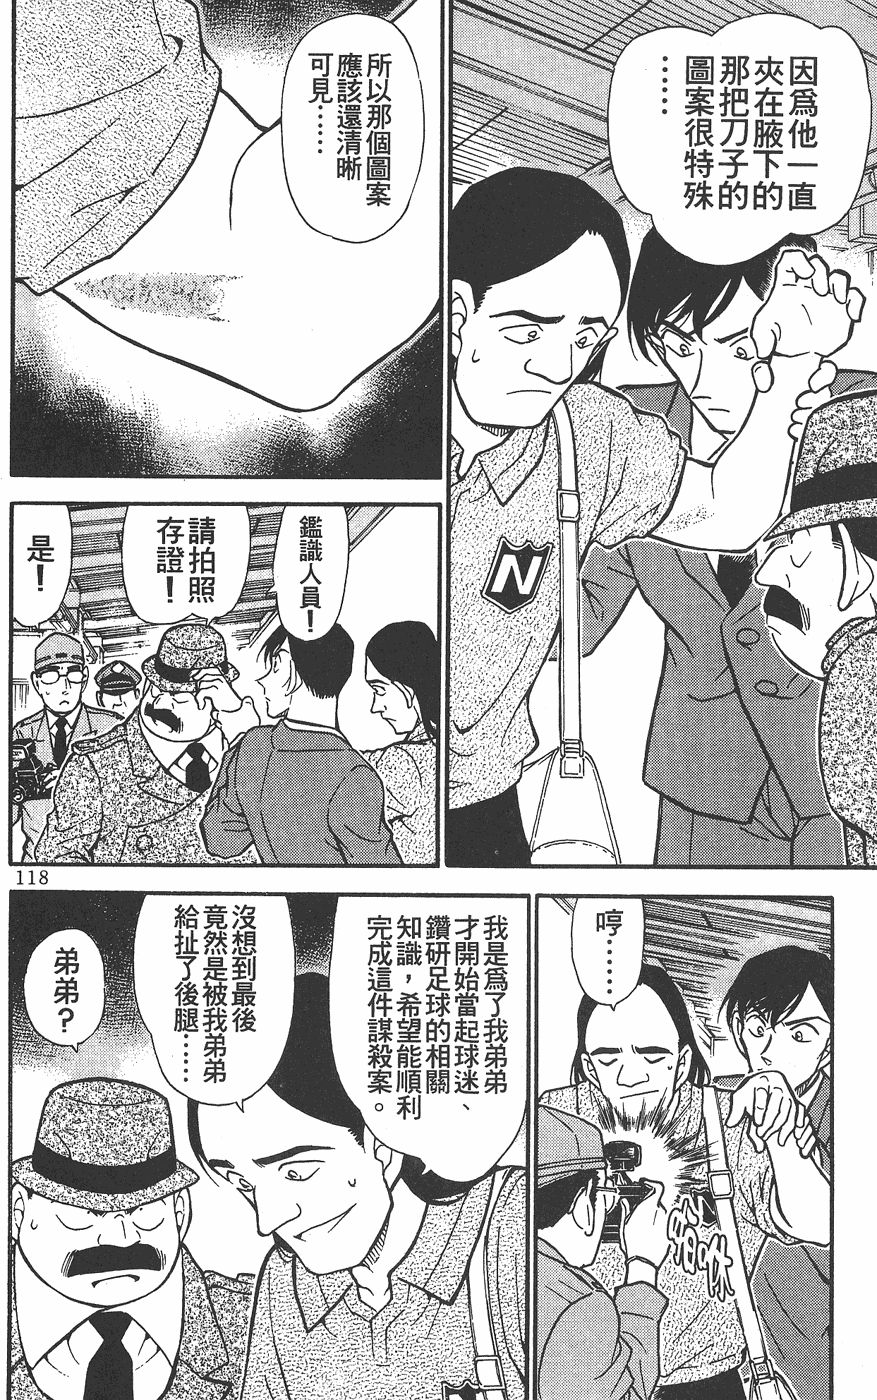 因為他一直
夾在腋下的
那把刀子的
圖案很特殊
……
所以那個圖案
應該還清晰
可見……
N
鑑識人員！
請拍照
存證！
是！
118
哼……
啪咻
我是為了我弟弟
才開始當起球迷、
鑽研足球的相關
知識，希望能順利
完成這件謀殺案。
沒想到最後
竟然是被我弟弟
給扯了後腿……
弟弟？